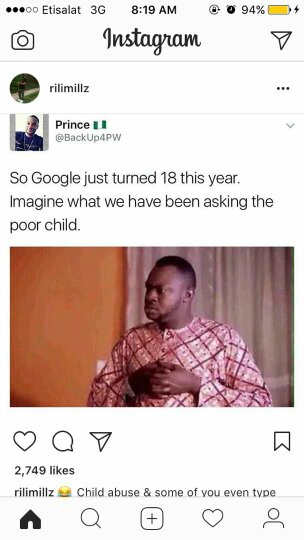 Etisalat 3G 8:19 AM 94%
Instagram
rilimillz
Prince
@BackUp4PW
So Google just turned 18 this year.
Imagine what we have been asking the
poor child.
2,749 likes
rilimillz 😂 Child abuse & some of you even type